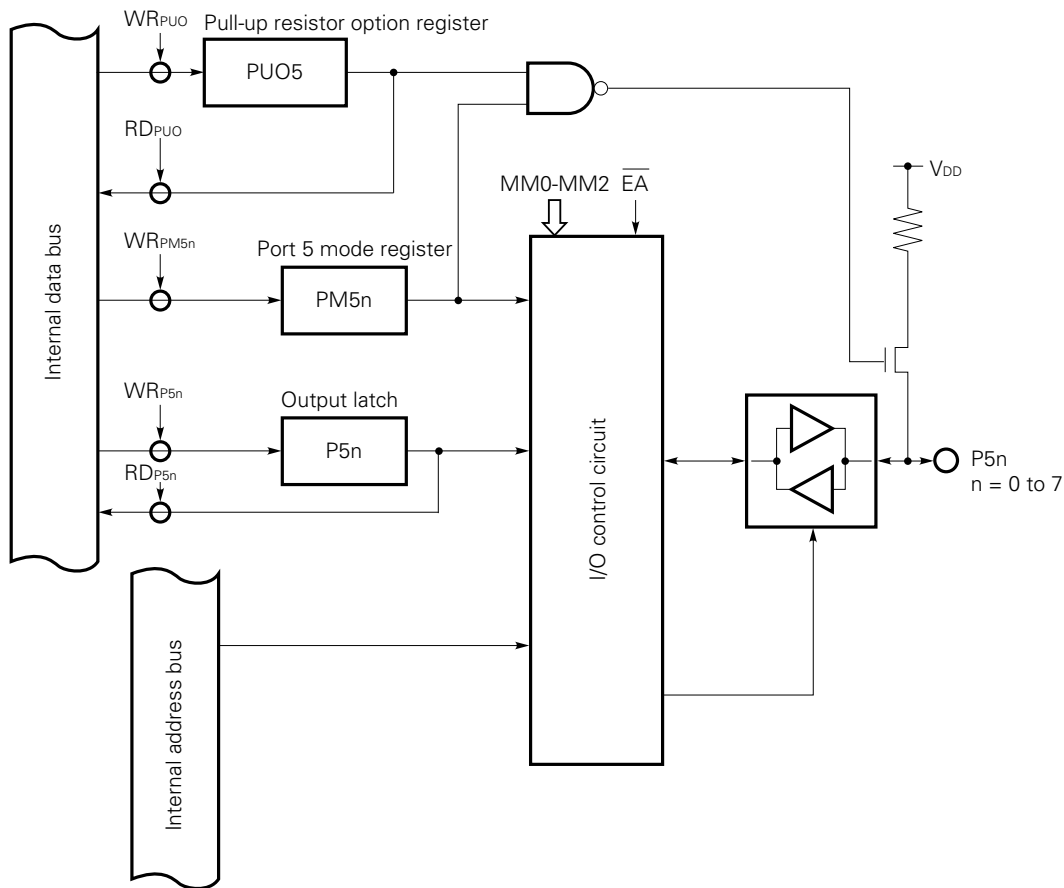 WRPUO
Pull-up resistor option register
PUO5
RDPUO
VDD
MM0-MM2
EA
WRPM5n
Port 5 mode register
PM5n
Internal data bus
WRP5n
Output latch
P5n
RDP5n
I/O control circuit
P5n
n = 0 to 7
Internal address bus